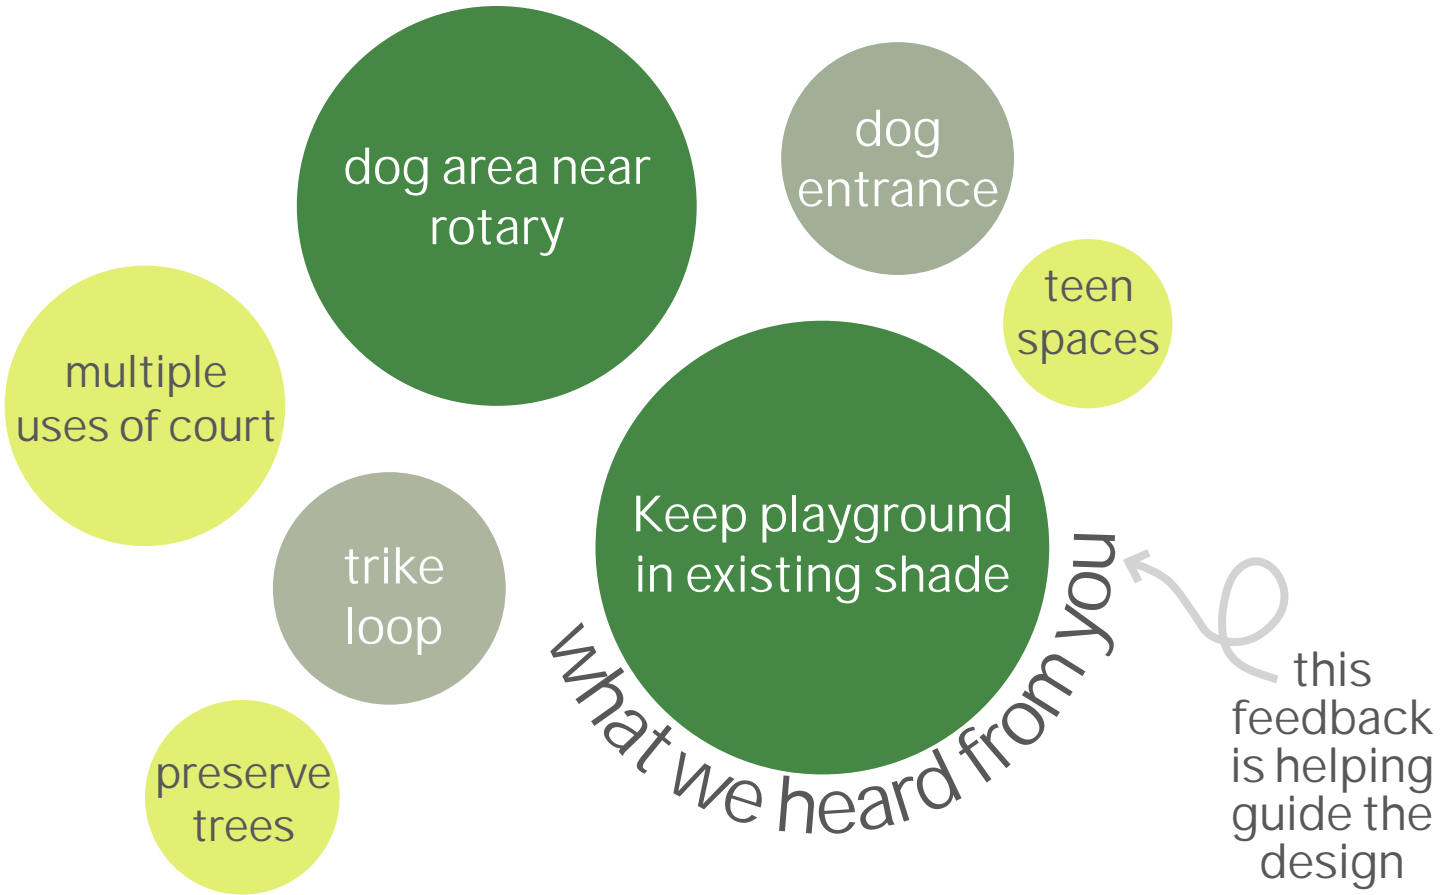 dog area near
rotary
dog
entrance
teen
spaces
multiple
uses of court
Keep playground
in existing shade
trike
loop
preserve
trees
what we heard from you
this
feedback
is helping
guide the
design